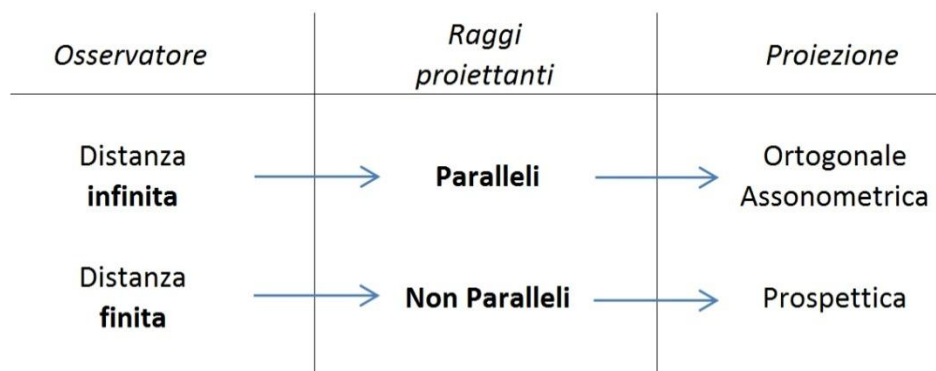 Osservatore
Raggi
proiettanti
Proiezione
Distanza
infinita
Paralleli
Ortogonale
Assonometrica
Distanza
finita
Non Paralleli
Prospettica